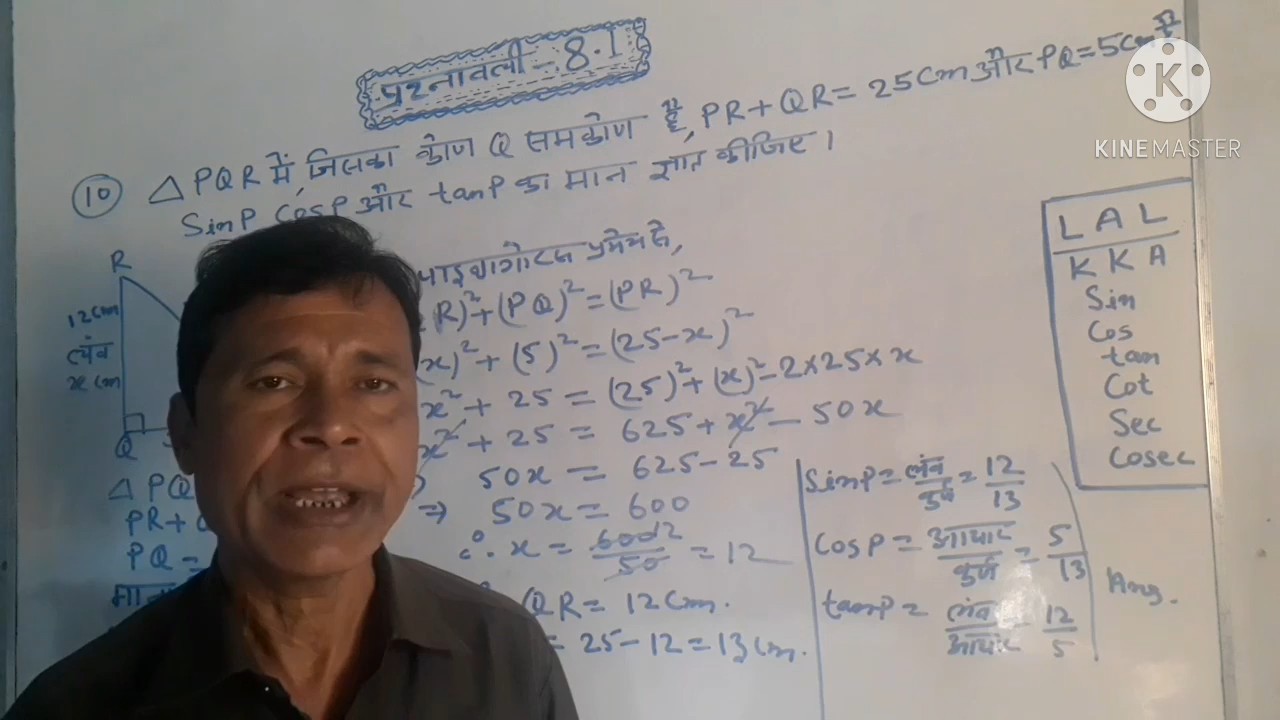 प्रश्नावली - 8.1
K
KINEMASTER
(10) △ PQR में, जिसका कोण Q समकोण है, PR + QR = 25 Cm और PQ = 5 Cm है
Sin P Cos P और tan P का मान ज्ञात कीजिए।
R
12 cm
लंब
x cm
Q
△ PQ
PR +
PQ =
पाइथागोरस प्रमेय से,
R)² + (PQ)² = (PR)²
(x)² + (5)² = (25 - x)²
x² + 25 = (25)² + (x)² - 2 × 25 × x
x² + 25 = 625 + x² - 50x
50x = 625 - 25
⇒ 50x = 600
∴ x = 600/50 = 12
QR = 12 Cm.
= 25 - 12 = 13 Cm.
Sin P = लंब/कर्ण = 12/13
Cos P = आधार/कर्ण = 5/13
tan P = लंब/आधार = 12/5
Ans.
L A L
K K A
Sin
Cos
tan
Cot
Sec
Cosec